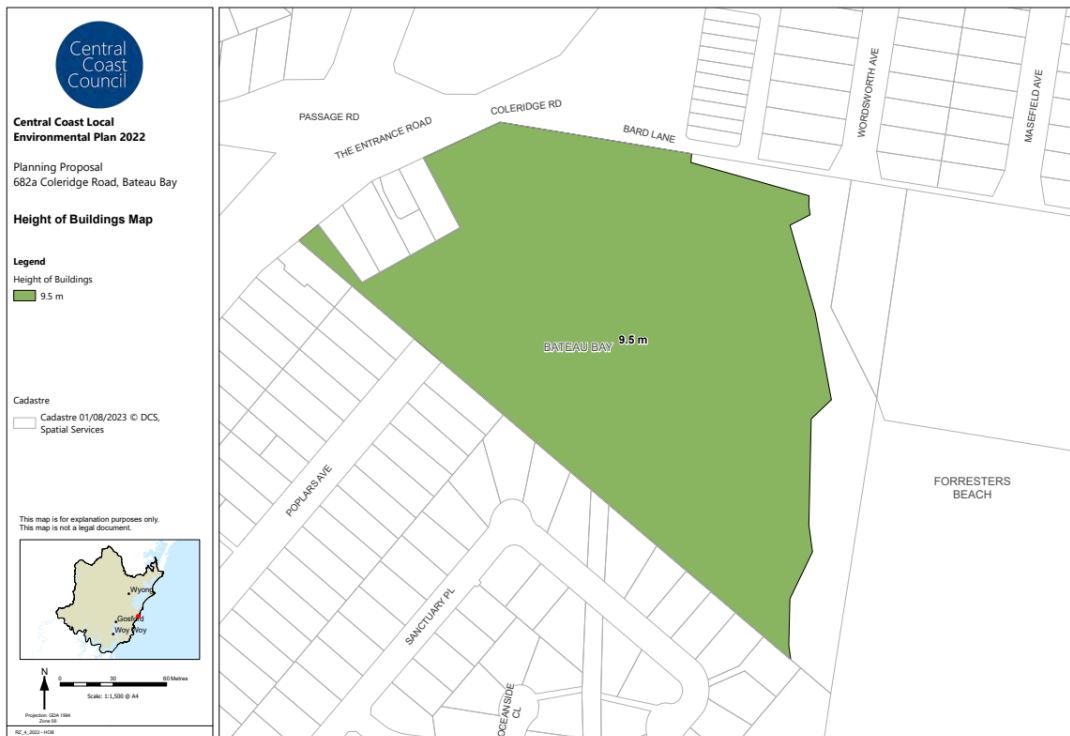 Central
Coast
Council
Central Coast Local
Environmental Plan 2022
Planning Proposal
682a Coleridge Road, Bateau Bay
Height of Buildings Map
Legend
Height of Buildings
9.5 m
Cadastre
Cadastre 01/08/2023 © DCS,
Spatial Services
This map is for explanation purposes only.
This map is not a legal document.
Wyong
Gosford
Woy Woy
N
0 30 60 Metres
Scale: 1:1,500 @ A4
Projection: GDA 1994
Zone 56
RZ_4_2022 - HOB
PASSAGE RD
THE ENTRANCE ROAD
COLERIDGE RD
BARD LANE
WORDSWORTH AVE
MASEFIELD AVE
BATEAU BAY
9.5 m
FORRESTERS
BEACH
POPLARS AVE
SANCTUARY PL
OCEANSIDE
CL